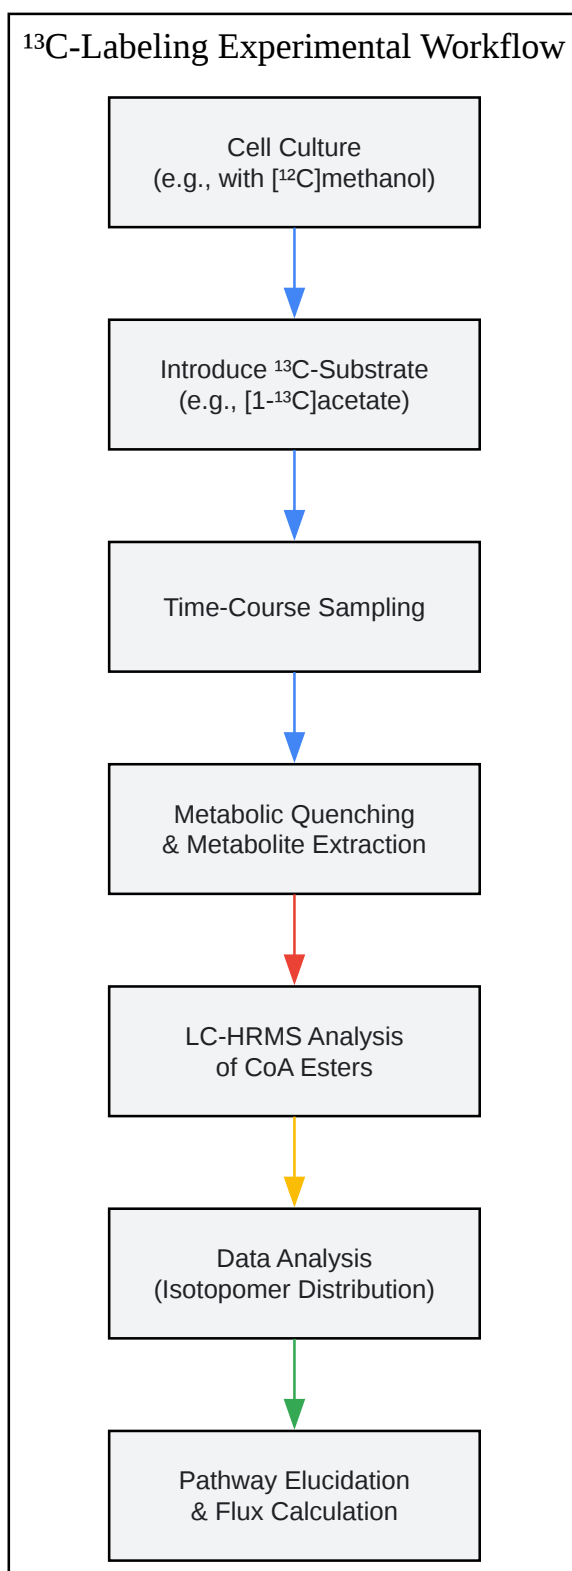 ¹³C-Labeling Experimental Workflow
Cell Culture
(e.g., with [¹²C]methanol)
Introduce ¹³C-Substrate
(e.g., [1-¹³C]acetate)
Time-Course Sampling
Metabolic Quenching
& Metabolite Extraction
LC-HRMS Analysis
of CoA Esters
Data Analysis
(Isotopomer Distribution)
Pathway Elucidation
& Flux Calculation